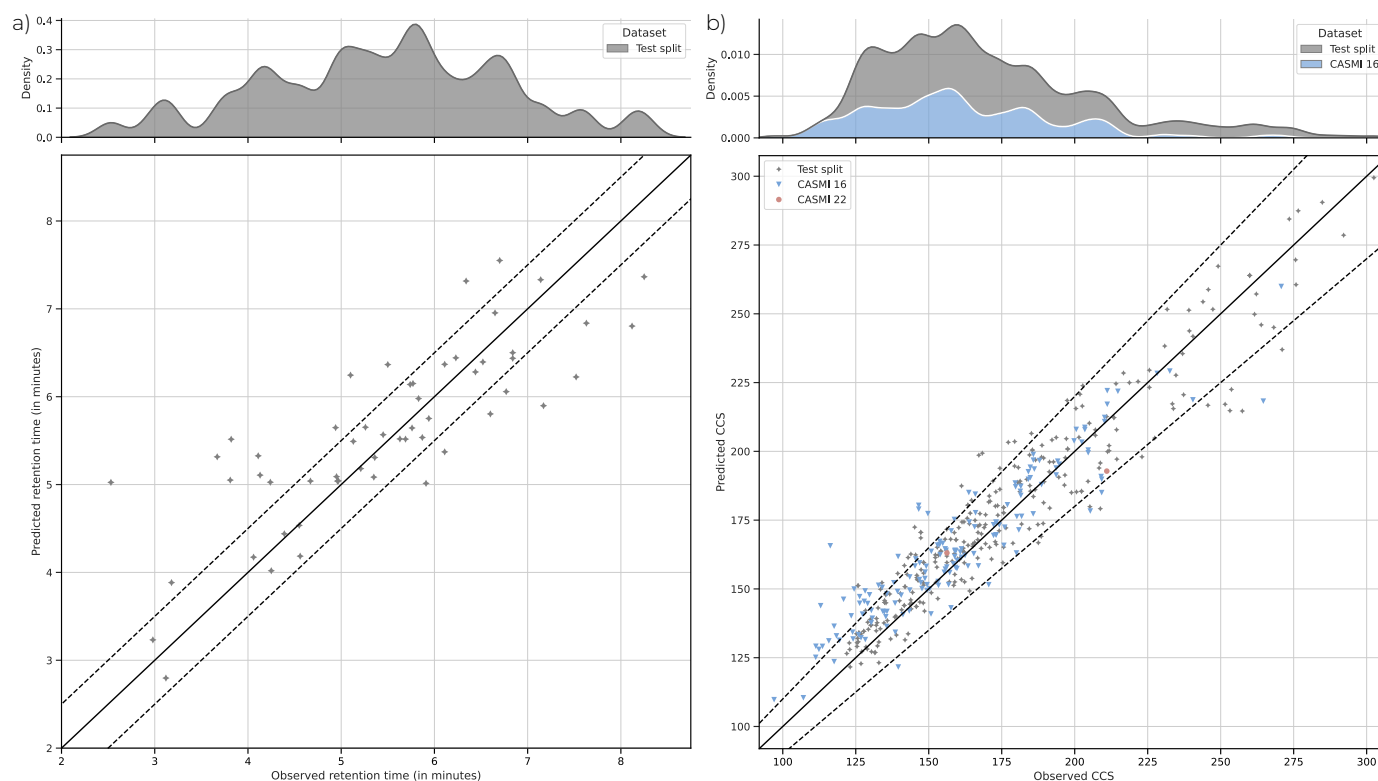 a)
Density
0.4
0.3
0.2
0.1
0.0
Dataset
Test split
Predicted retention time (in minutes)
8
7
6
5
4
3
2
2 3 4 5 6 7 8
Observed retention time (in minutes)
b)
Density
0.010
0.005
0.000
Dataset
Test split
CASMI 16
Test split
CASMI 16
CASMI 22
Predicted CCS
300
275
250
225
200
175
150
125
100
100 125 150 175 200 225 250 275 300
Observed CCS